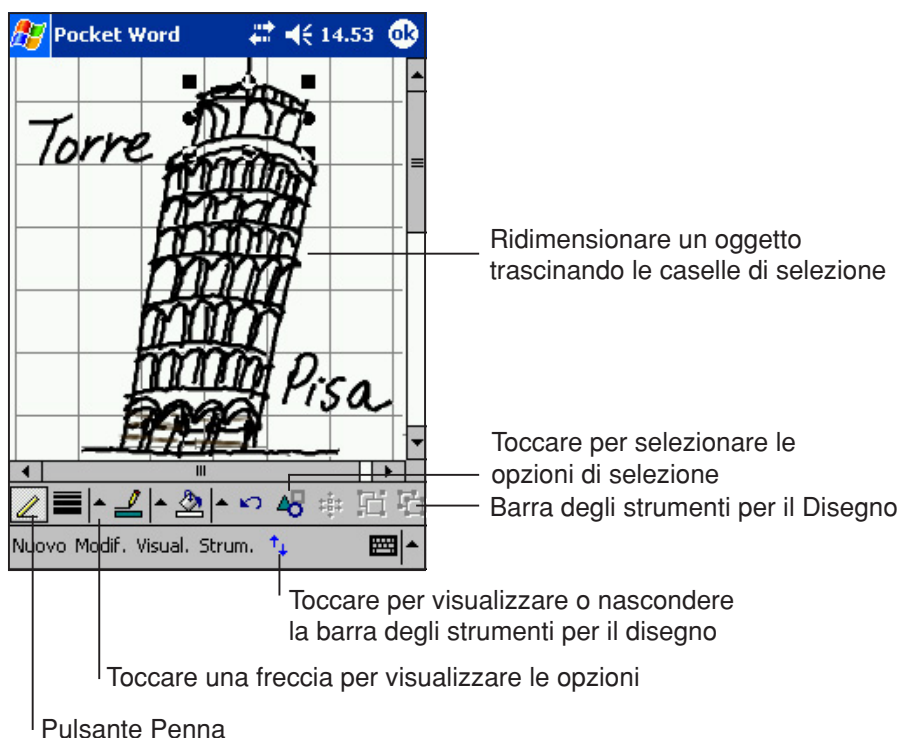 Pocket Word 14.53 ok
Torre
Pisa
Ridimensionare un oggetto
trascinando le caselle di selezione
Toccare per selezionare le
opzioni di selezione
Barra degli strumenti per il Disegno
Nuovo Modif. Visual. Strum.
Toccare per visualizzare o nascondere
la barra degli strumenti per il disegno
Toccare una freccia per visualizzare le opzioni
Pulsante Penna